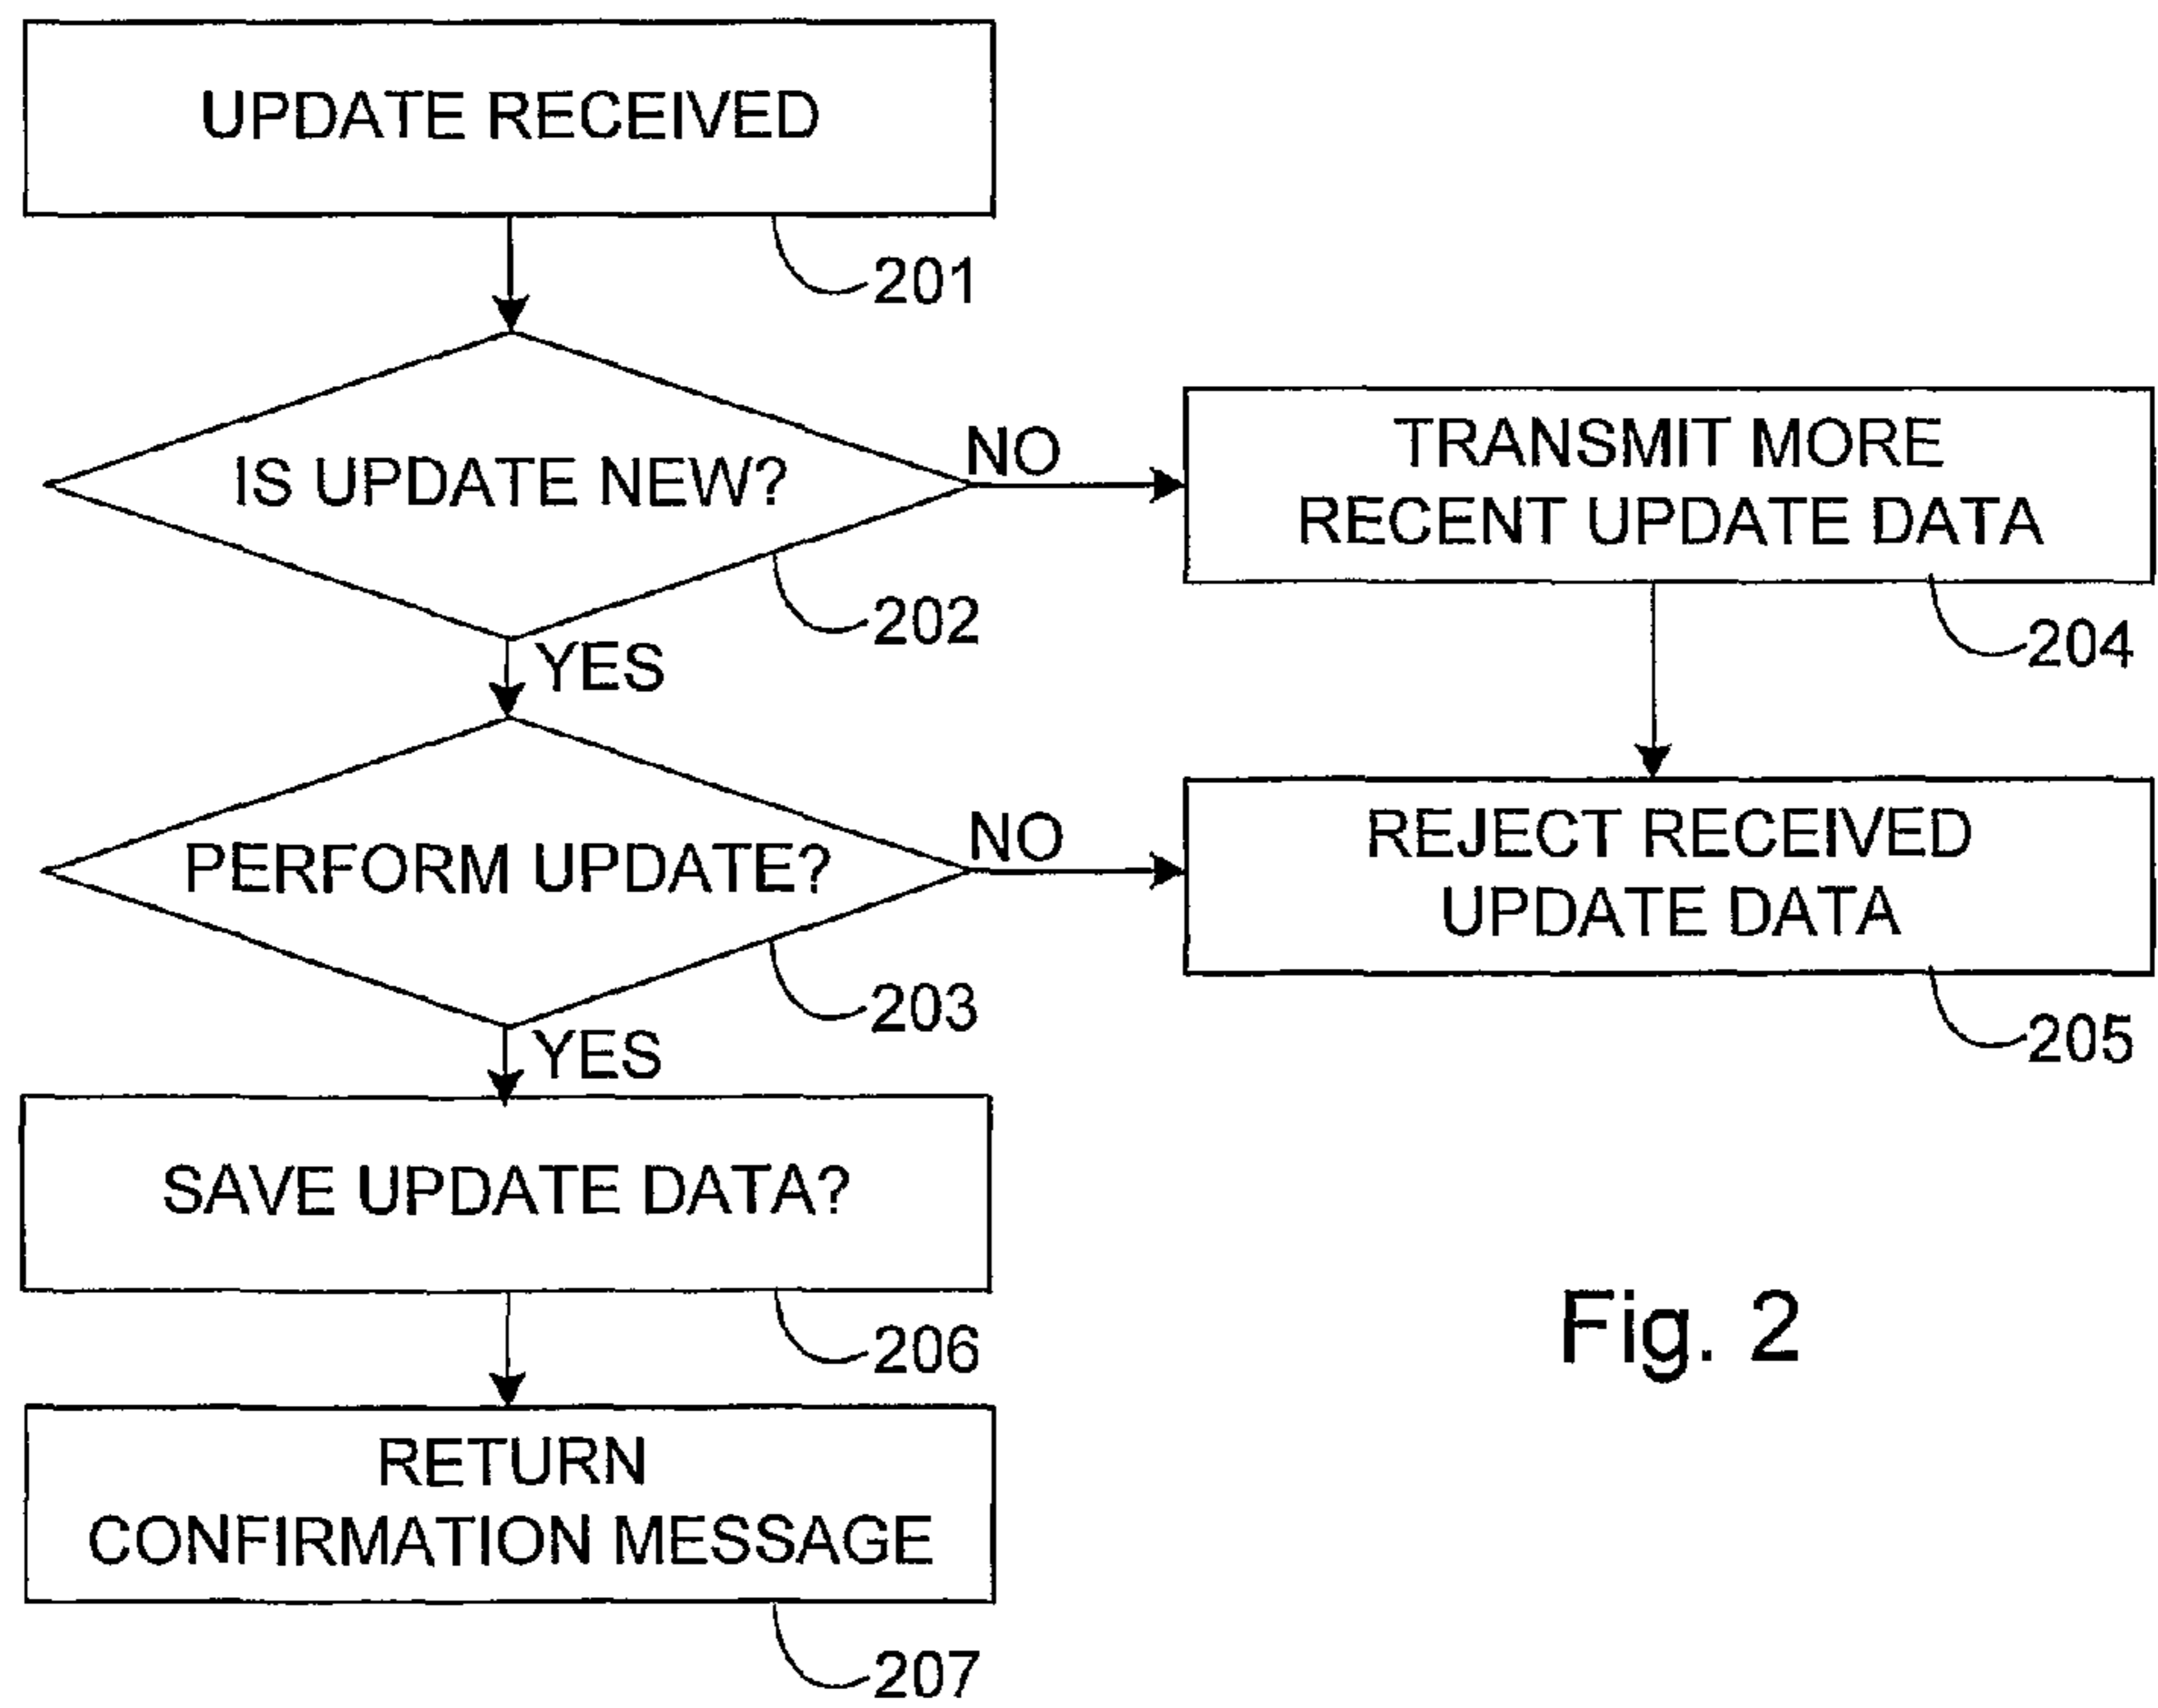 UPDATE RECEIVED
201
IS UPDATE NEW?
NO
202
YES
TRANSMIT MORE
RECENT UPDATE DATA
204
PERFORM UPDATE?
NO
203
YES
REJECT RECEIVED
UPDATE DATA
205
SAVE UPDATE DATA?
206
RETURN
CONFIRMATION MESSAGE
207
Fig. 2